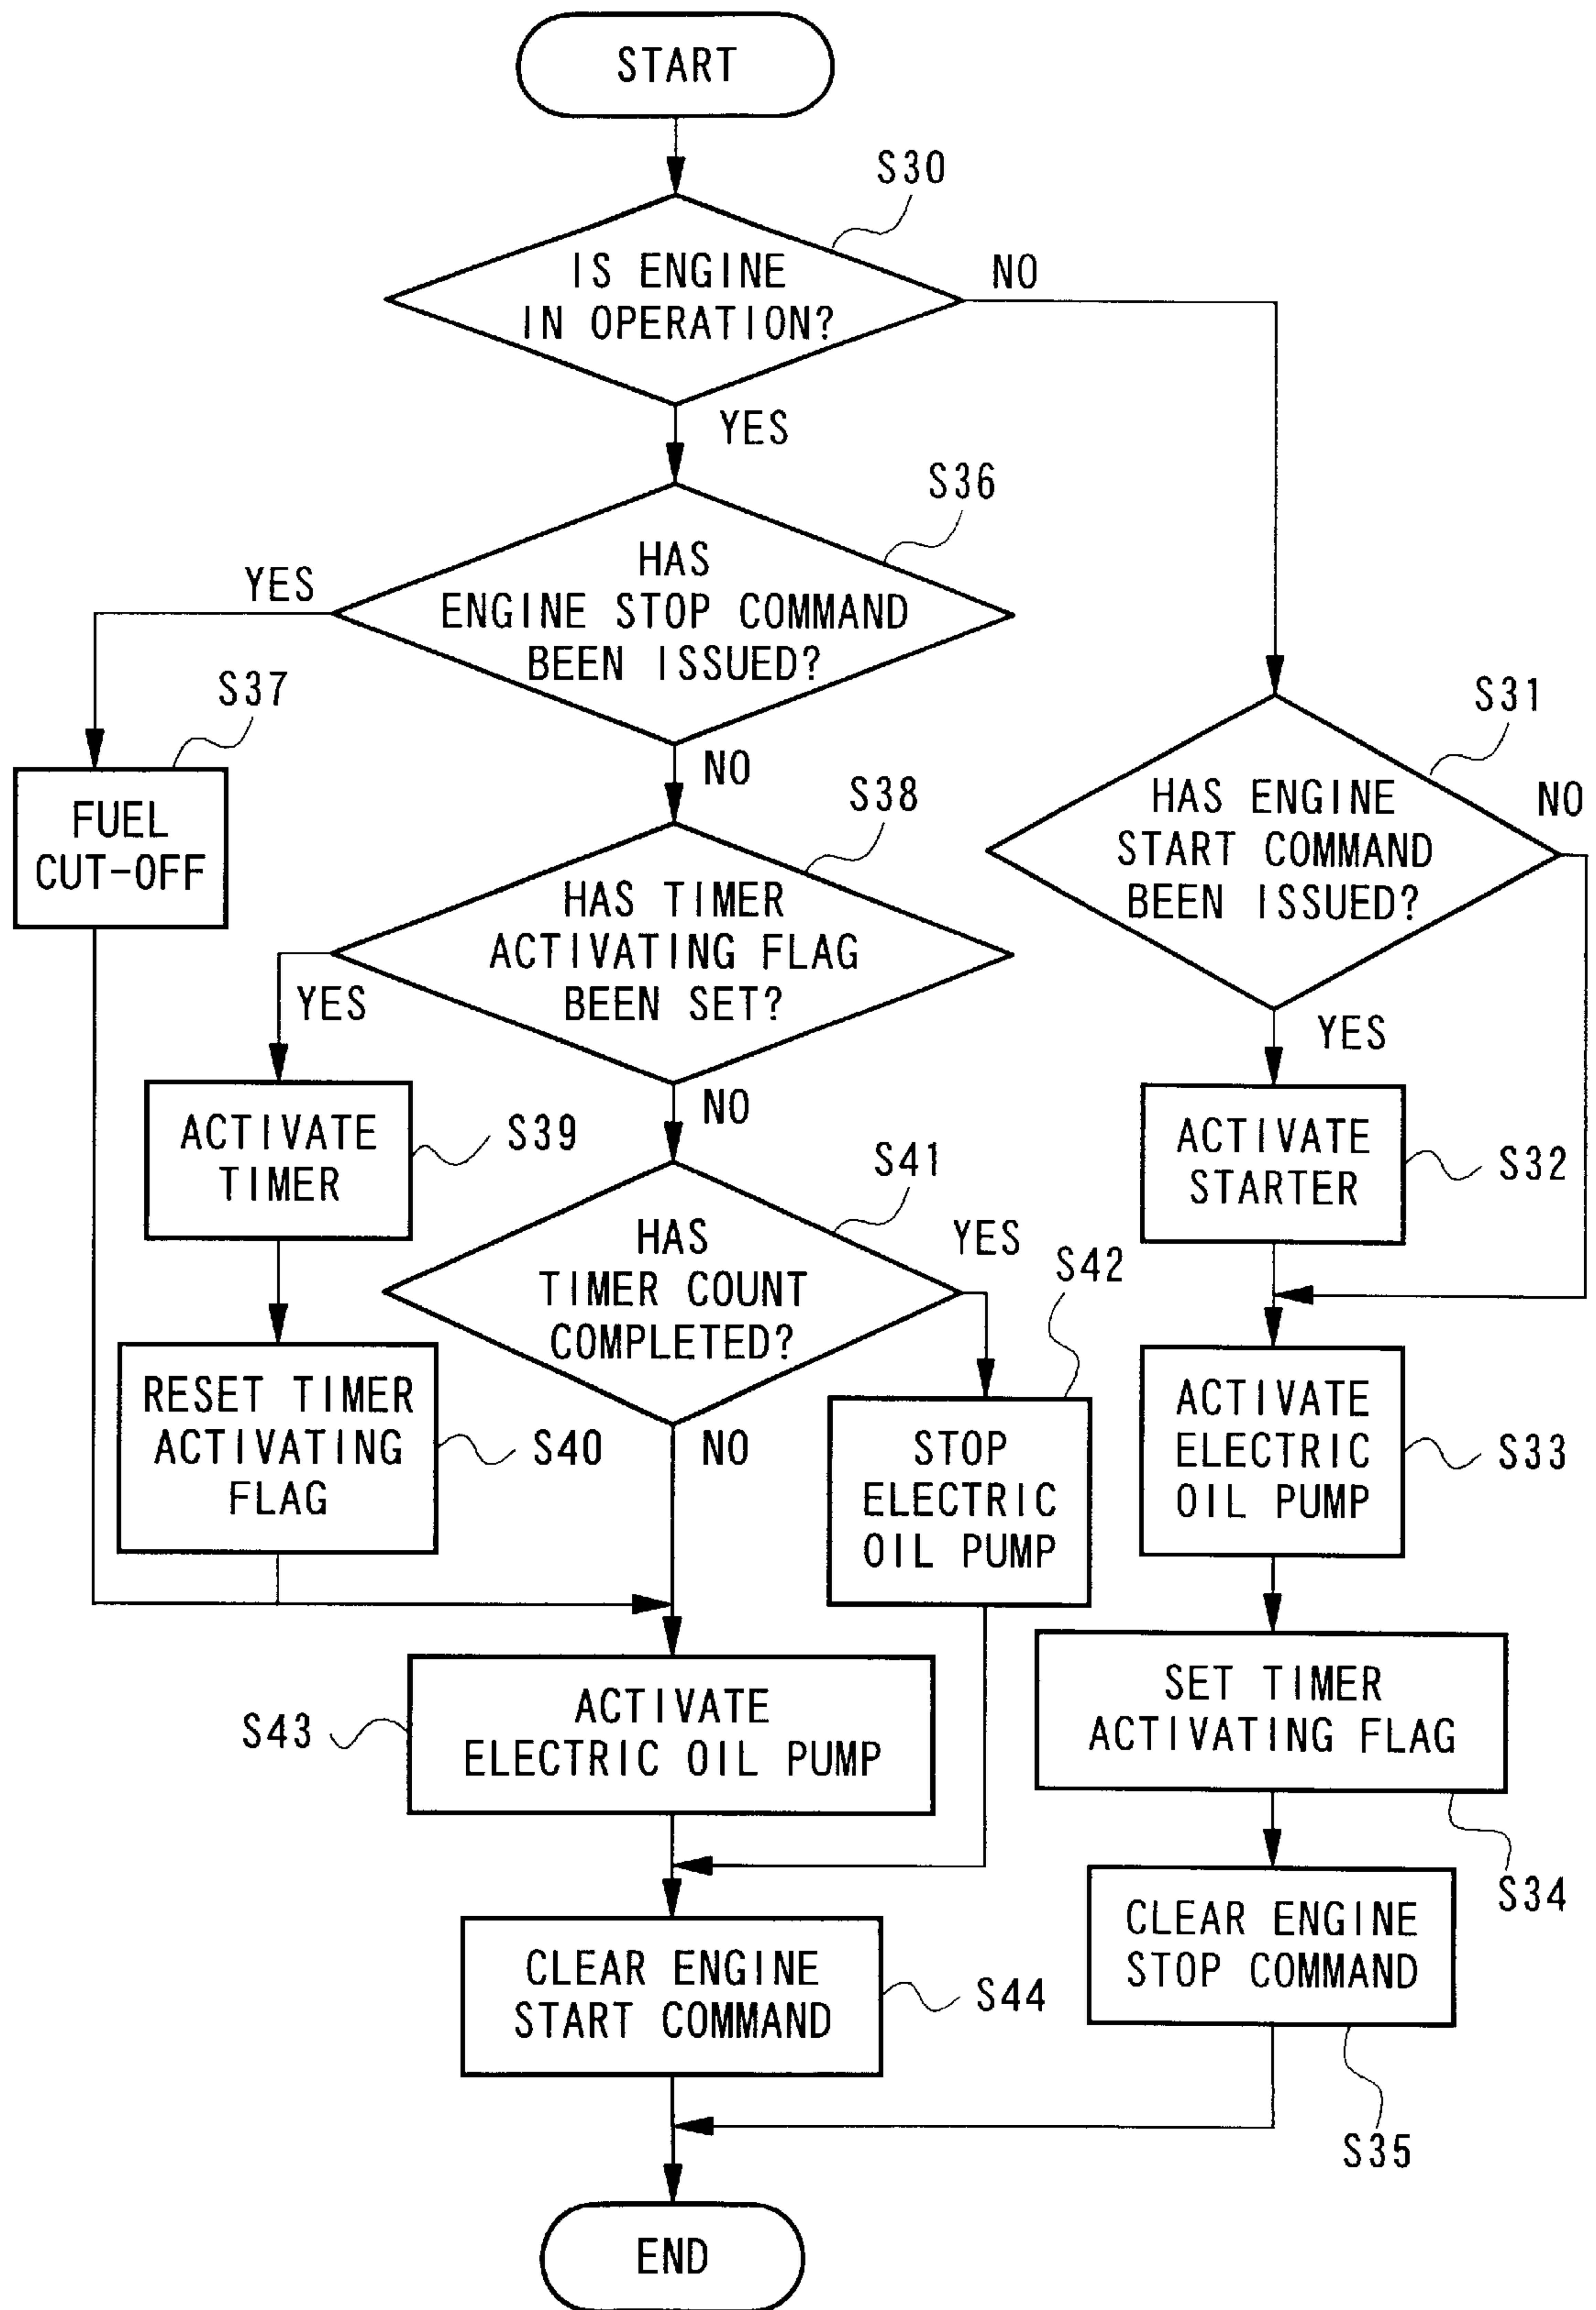 START
S30
IS ENGINE
IN OPERATION?
NO
YES
S36
HAS
ENGINE STOP COMMAND
BEEN ISSUED?
YES
NO
S37
FUEL
CUT-OFF
S31
HAS ENGINE
START COMMAND
BEEN ISSUED?
NO
YES
S38
HAS TIMER
ACTIVATING FLAG
BEEN SET?
YES
NO
ACTIVATE
TIMER
S39
ACTIVATE
STARTER
S32
S41
HAS
TIMER COUNT
COMPLETED?
YES
NO
S42
STOP
ELECTRIC
OIL PUMP
RESET TIMER
ACTIVATING
FLAG
S40
ACTIVATE
ELECTRIC
OIL PUMP
S33
S43
ACTIVATE
ELECTRIC OIL PUMP
SET TIMER
ACTIVATING FLAG
S34
CLEAR ENGINE
START COMMAND
S44
CLEAR ENGINE
STOP COMMAND
S35
END